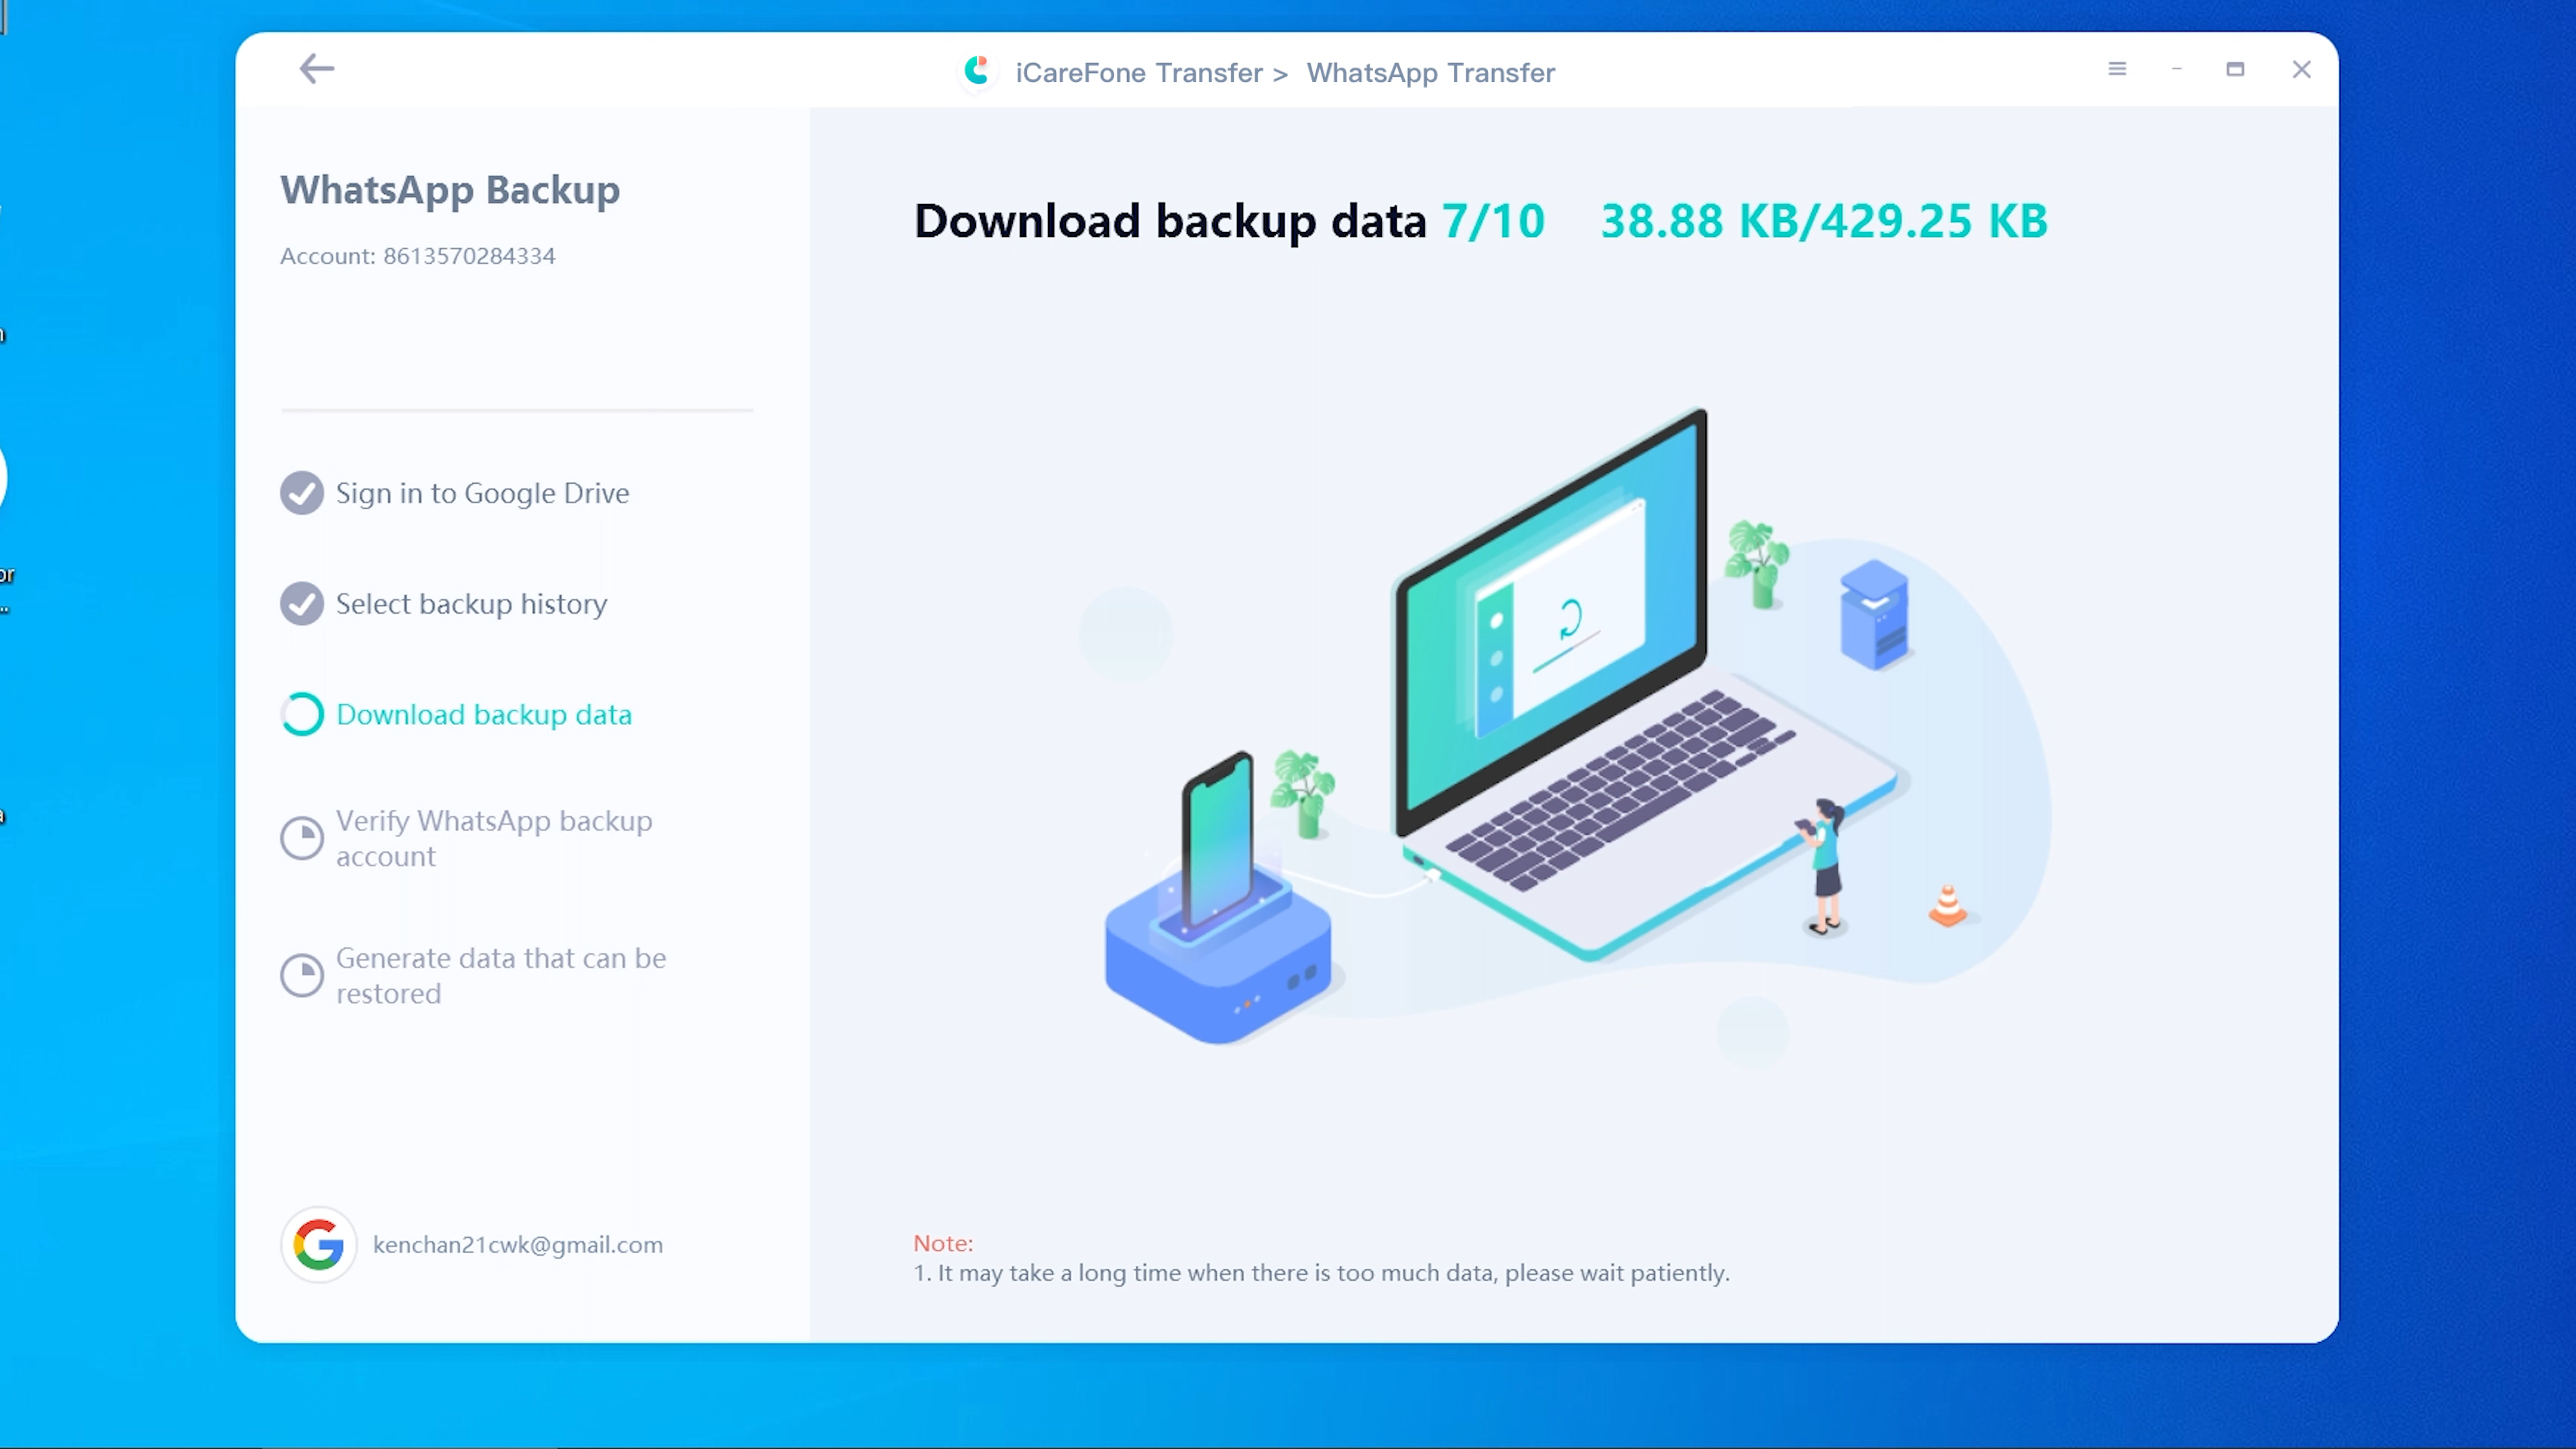 iCareFone Transfer > WhatsApp Transfer
WhatsApp Backup
Account: 8613570284334
Sign in to Google Drive
Select backup history
Download backup data
Verify WhatsApp backup
account
Generate data that can be
restored
kenchan21cwk@gmail.com
Download backup data 7/10 38.88 KB/429.25 KB
Note:
1. It may take a long time when there is too much data, please wait patiently.